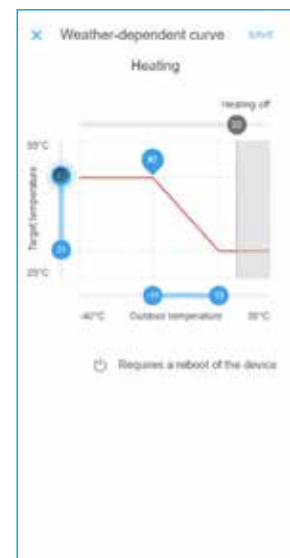 × Weather-dependent curve SAVE
Heating
Heating off
55°C
Target temperature
25°C
-40°C Outdoor temperature 35°C
Requires a reboot of the device